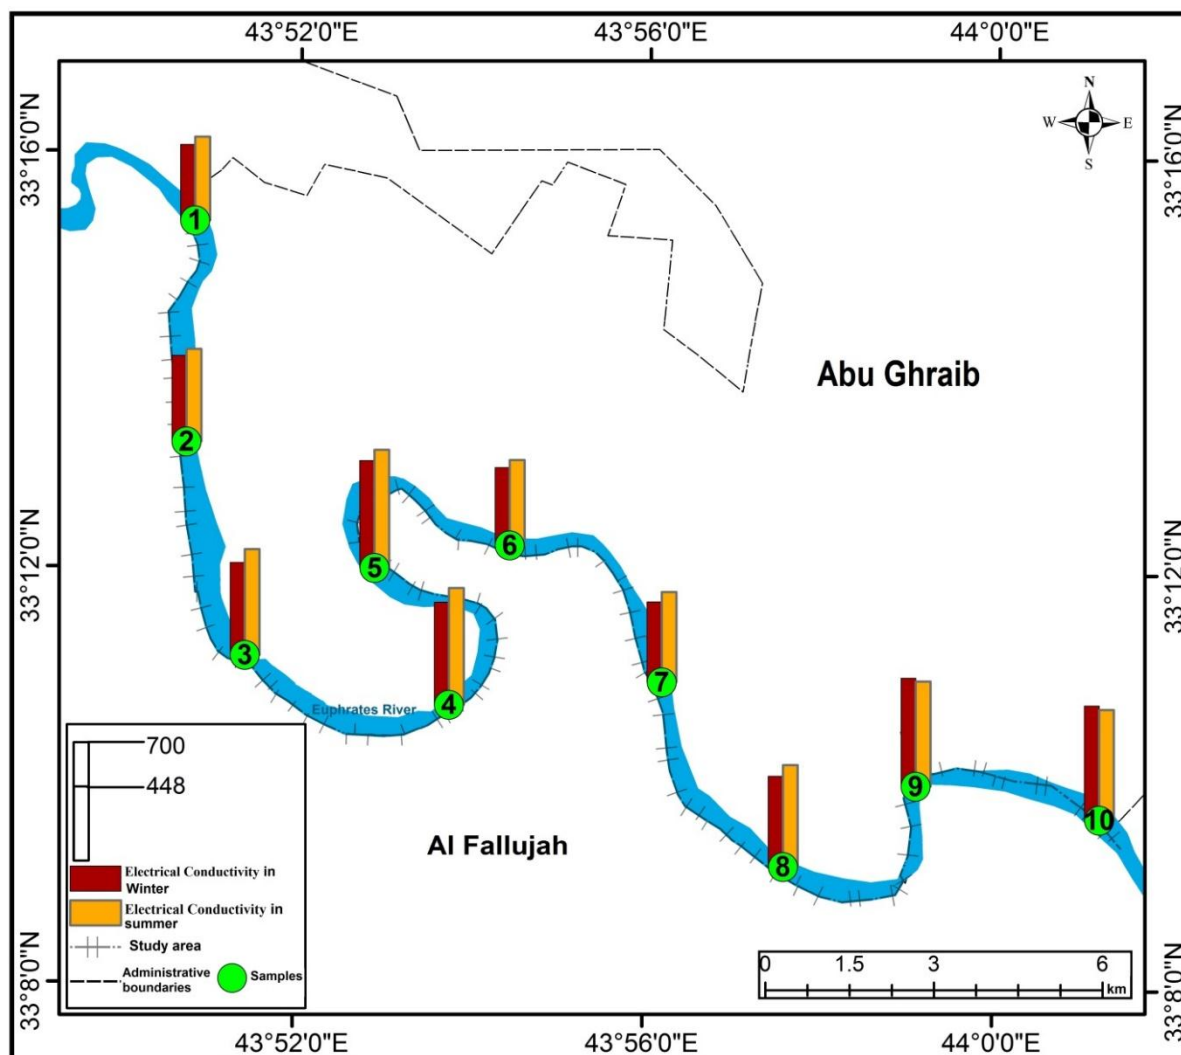 43°52'0"E 43°56'0"E 44°0'0"E
33°16'0"N
33°16'0"N
N
W E
S
1
Abu Ghraib
2
5
6
33°12'0"N
33°12'0"N
3
4
7
Euphrates River
9
10
8
Al Fallujah
700
448
Electrical Conductivity in
Winter
Electrical Conductivity in
summer
Study area
Administrative
boundaries
Samples
0 1.5 3 6
km
33°8'0"N
33°8'0"N
43°52'0"E 43°56'0"E 44°0'0"E